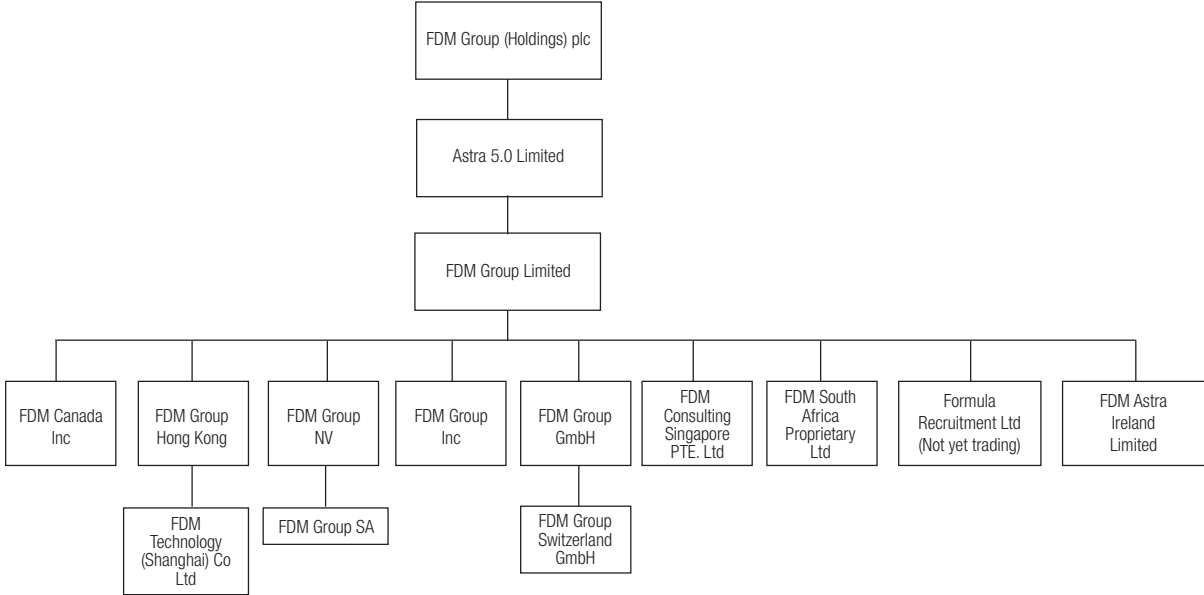 FDM Group (Holdings) plc
Astra 5.0 Limited
FDM Group Limited
FDM Canada
Inc
FDM Group
Hong Kong
FDM Group
NV
FDM Group
Inc
FDM Group
GmbH
FDM
Consulting
Singapore
PTE. Ltd
FDM South
Africa
Proprietary
Ltd
Formula
Recruitment Ltd
(Not yet trading)
FDM Astra
Ireland
Limited
FDM
Technology
(Shanghai) Co
Ltd
FDM Group SA
FDM Group
Switzerland
GmbH